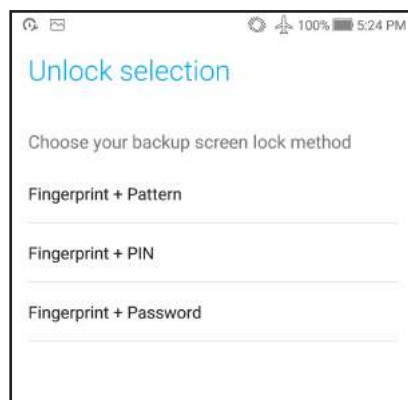 100% 5:24 PM
Unlock selection
Choose your backup screen lock method
Fingerprint + Pattern
Fingerprint + PIN
Fingerprint + Password